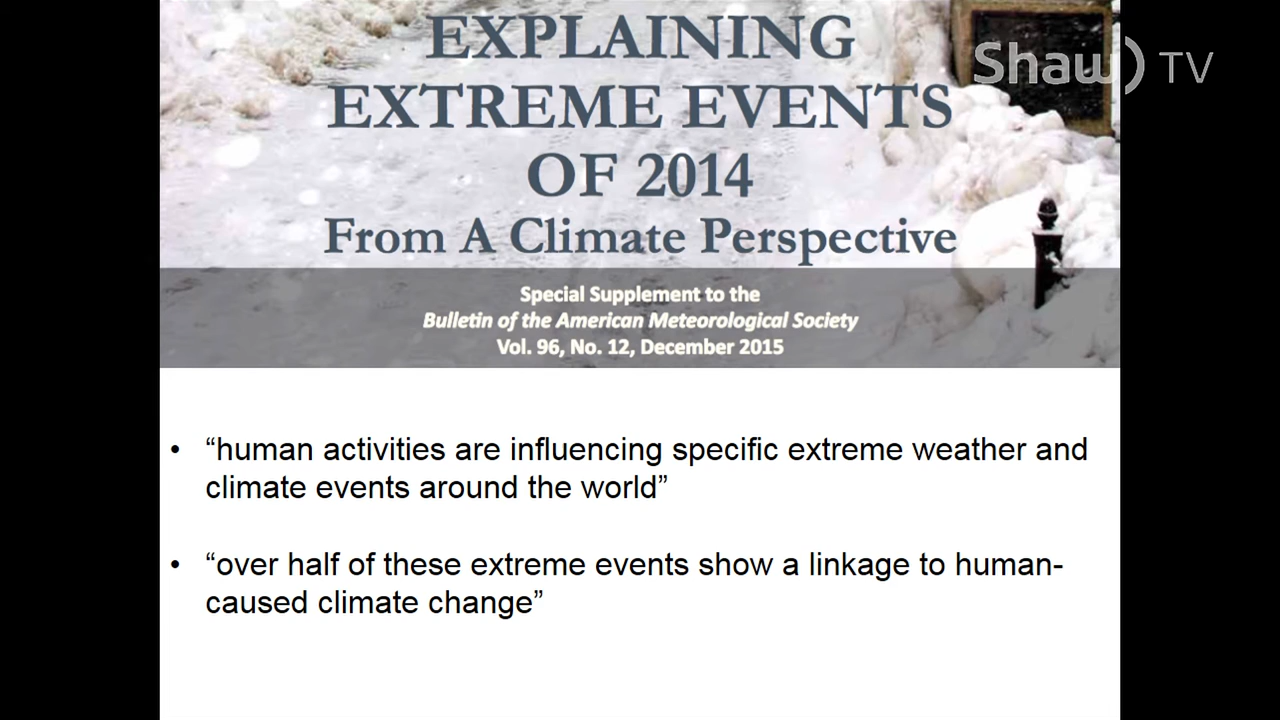 EXPLAINING
EXTREME EVENTS
OF 2014
From A Climate Perspective
Shaw) TV
Special Supplement to the
Bulletin of the American Meteorological Society
Vol. 96, No. 12, December 2015
• “human activities are influencing specific extreme weather and
climate events around the world”
• “over half of these extreme events show a linkage to human-
caused climate change”